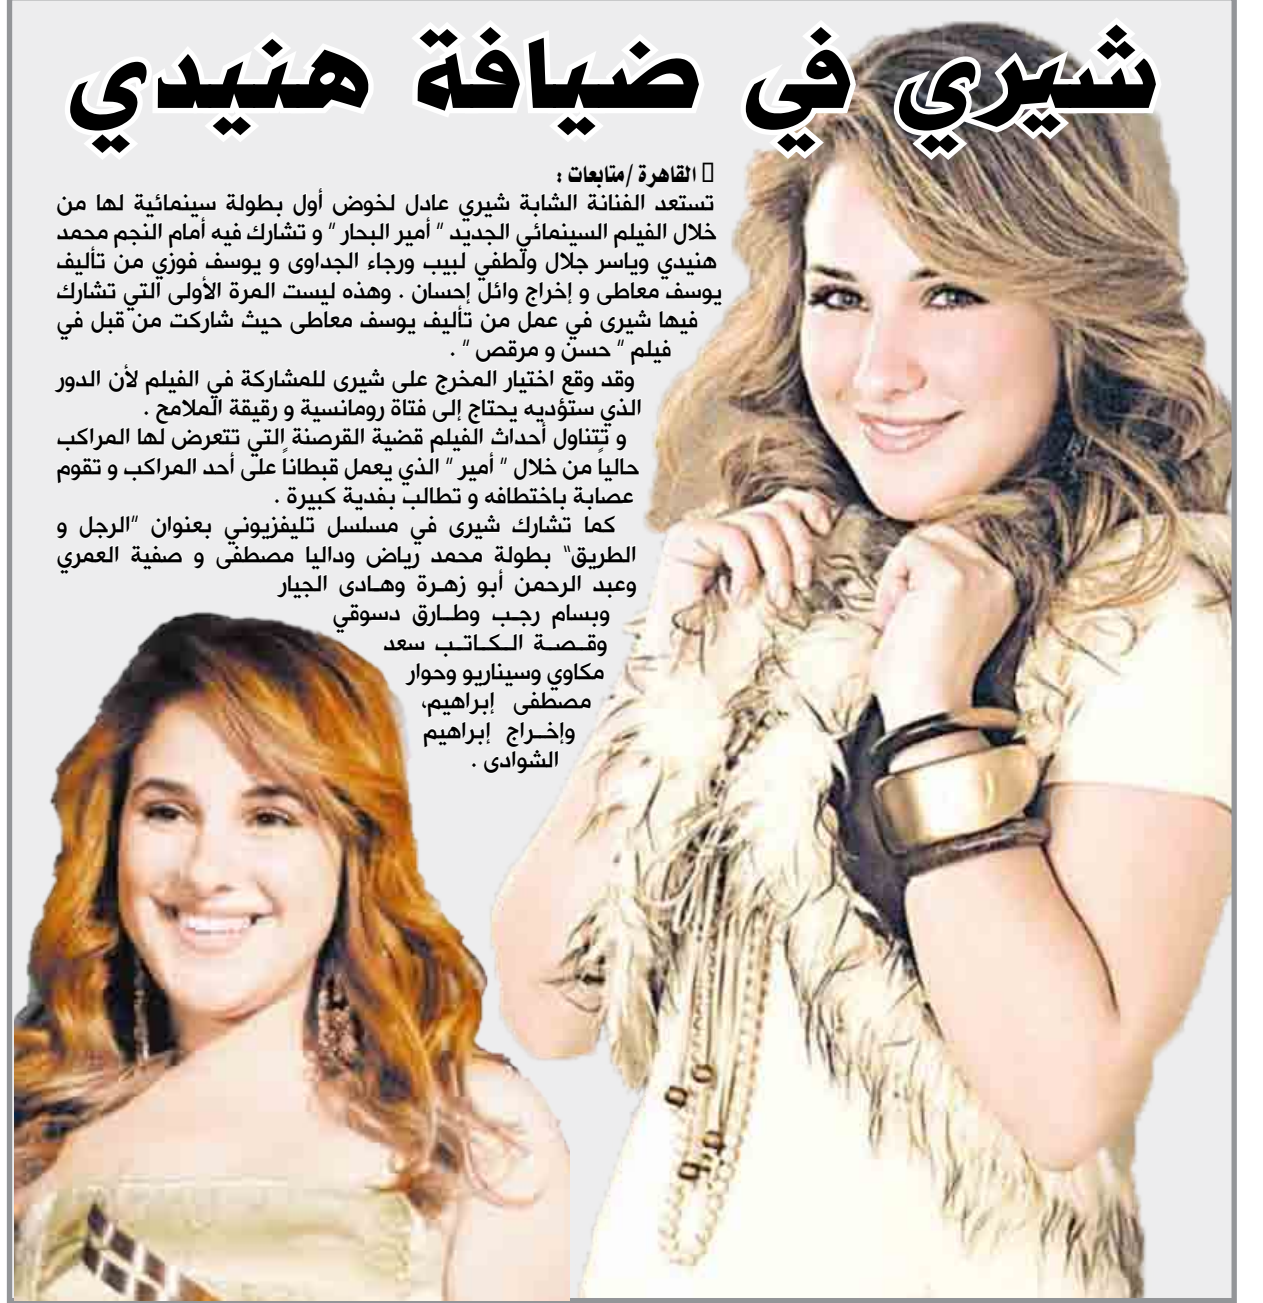 شيري في ضيافة هنيدي
القاهرة / متابعات :
تستعد الفنانة الشابة شيري عادل لخوض أول بطولة سينمائية لها من
خلال الفيلم السينمائي الجديد " أمير البحار " و تشارك فيه أمام النجم محمد
هنيدي وياسر جلال ولطفي لبيب ورجاء الجداوى و يوسف فوزي من تأليف
يوسف معاطى و إخراج وائل إحسان . وهذه ليست المرة الأولى التي تشارك
فيها شيرى في عمل من تأليف يوسف معاطى حيث شاركت من قبل في
فيلم " حسن و مرقص " .
وقد وقع اختيار المخرج على شيرى للمشاركة في الفيلم لأن الدور
الذي ستؤديه يحتاج إلى فتاة رومانسية و رقيقة الملامح .
و تتناول أحداث الفيلم قضية القرصنة التي تتعرض لها المراكب
حالياً من خلال " أمير " الذي يعمل قبطاناً على أحد المراكب و تقوم
عصابة باختطافه و تطالب بفدية كبيرة .
كما تشارك شيرى في مسلسل تليفزيوني بعنوان "الرجل و
الطريق" بطولة محمد رياض وداليا مصطفى و صفية العمري
وعبد الرحمن أبو زهرة وهادى الجيار
وبسام رجب وطارق دسوقي
وقصة الكاتب سعد
مكاوي وسيناريو وحوار
مصطفى إبراهيم،
وإخراج إبراهيم
الشوادى .